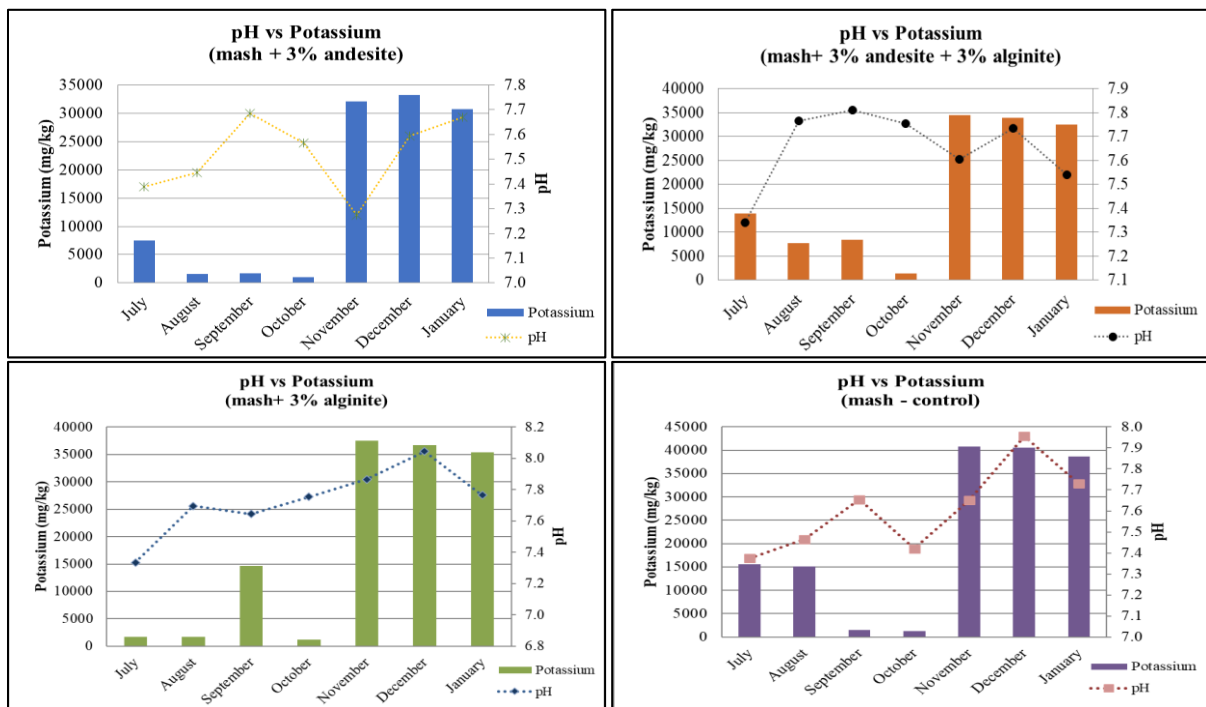 pH vs Potassium
(mash + 3% andesite)
Potassium (mg/kg)
35000
30000
25000
20000
15000
10000
5000
0
7.8
7.7
7.6
7.5
7.4
7.3
7.2
7.1
7.0
pH
July
August
September
October
November
December
January
Potassium
pH
pH vs Potassium
(mash+ 3% andesite + 3% alginite)
Potassium (mg/kg)
40000
35000
30000
25000
20000
15000
10000
5000
0
7.9
7.8
7.7
7.6
7.5
7.4
7.3
7.2
7.1
pH
July
August
September
October
November
December
January
Potassium
pH
pH vs Potassium
(mash+ 3% alginite)
Potassium (mg/kg)
40000
35000
30000
25000
20000
15000
10000
5000
0
8.2
8.0
7.8
7.6
7.4
7.2
7.0
6.8
pH
July
August
September
October
November
December
January
Potassium
pH
pH vs Potassium
(mash - control)
Potassium (mg/kg)
45000
40000
35000
30000
25000
20000
15000
10000
5000
0
8.0
7.9
7.8
7.7
7.6
7.5
7.4
7.3
7.2
7.1
7.0
pH
July
August
September
October
November
December
January
Potassium
pH